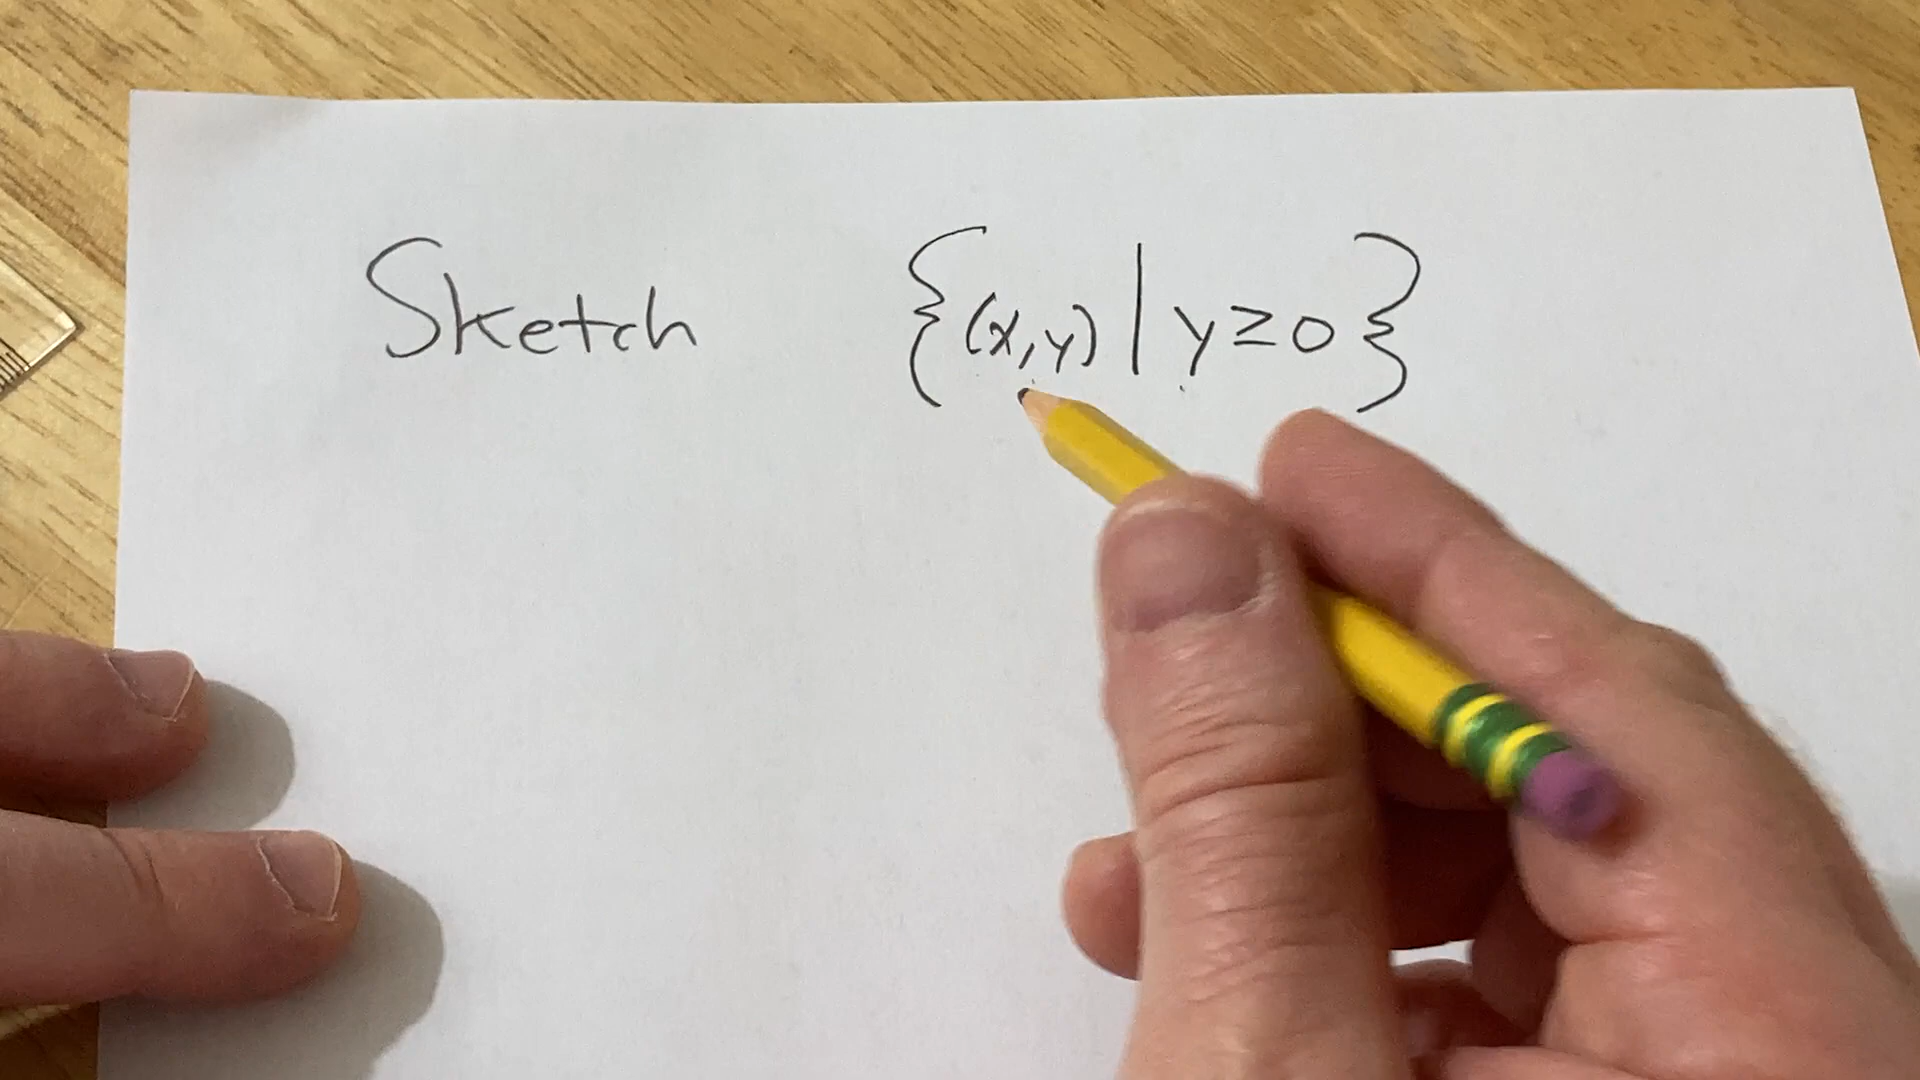 Sketch {(x,y) | y ≥ 0}